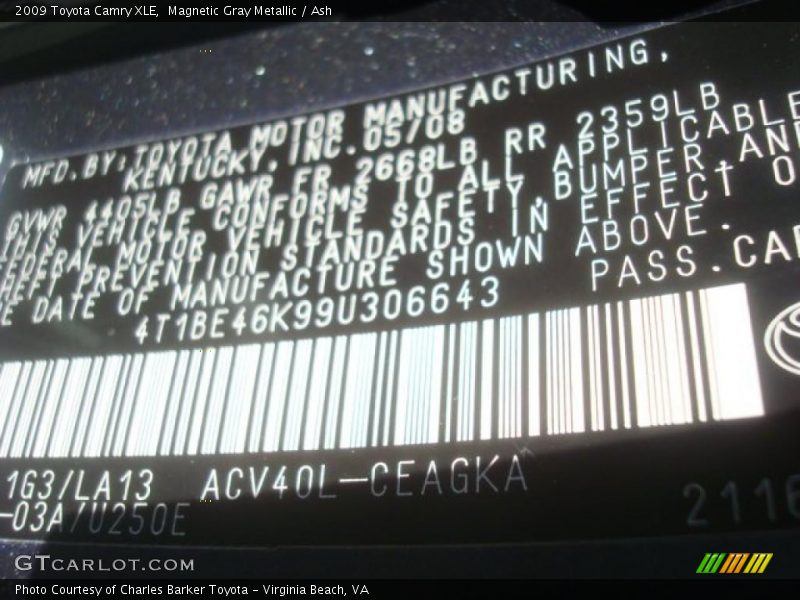 2009 Toyota Camry XLE,  Magnetic Gray Metallic / Ash
MFD.BY:TOYOTA MOTOR MANUFACTURING,
KENTUCKY,INC.05/08
GVWR 4405LB GAWR FR 2668LB RR 2359LB
THIS VEHICLE CONFORMS TO ALL APPLICABLE
FEDERAL MOTOR VEHICLE SAFETY,BUMPER,AND
THEFT PREVENTION STANDARDS IN EFFECT
DATE OF MANUFACTURE SHOWN ABOVE.
4T1BE46K99U306643
PASS.CAR
1G3/LA13 ACV40L-CEAGKA
-03A/U250E
2116
GTCARLOT.COM
Photo Courtesy of Charles Barker Toyota - Virginia Beach, VA